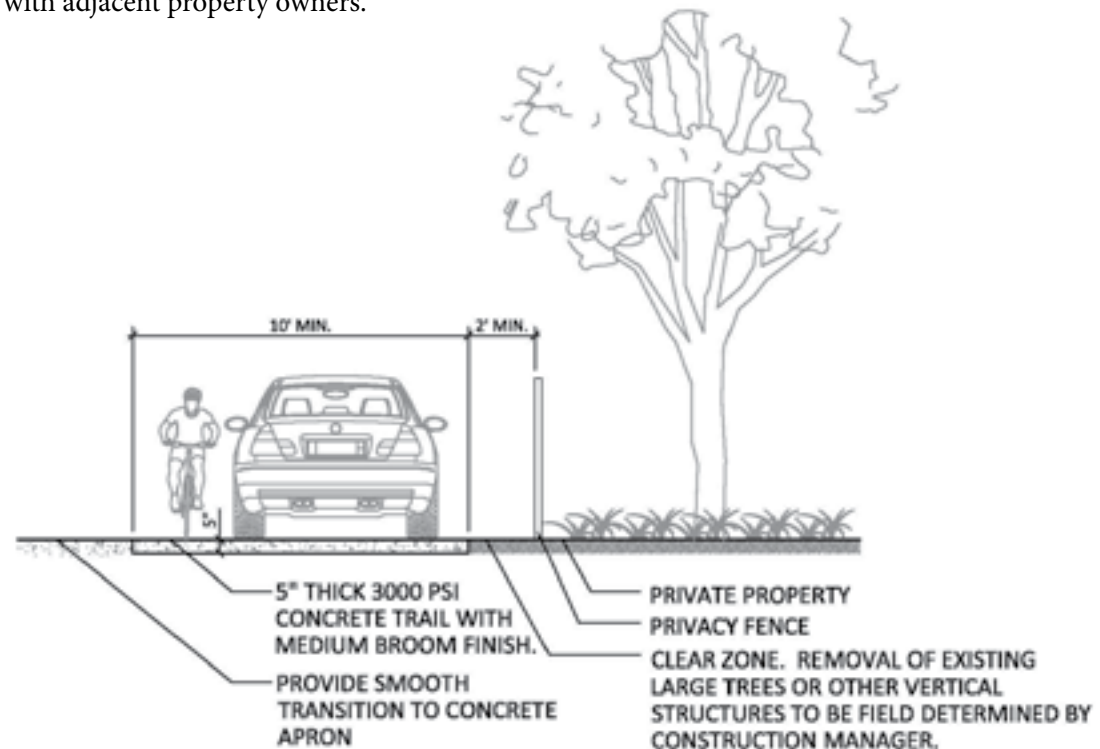 with adjacent property owners.
10' MIN.
2' MIN.
5"
5" THICK 3000 PSI
CONCRETE TRAIL WITH
MEDIUM BROOM FINISH.
PROVIDE SMOOTH
TRANSITION TO CONCRETE
APRON
PRIVATE PROPERTY
PRIVACY FENCE
CLEAR ZONE. REMOVAL OF EXISTING
LARGE TREES OR OTHER VERTICAL
STRUCTURES TO BE FIELD DETERMINED BY
CONSTRUCTION MANAGER.